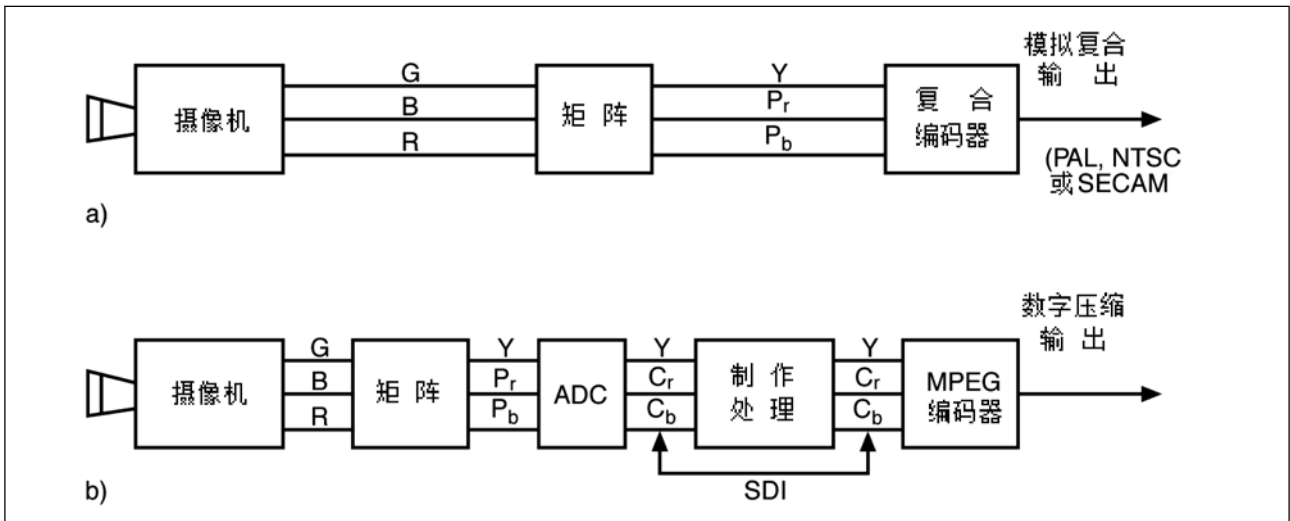 摄像机
G
B
R
矩 阵
Y
Pr
Pb
复 合
编码器
模拟复合
输 出
(PAL, NTSC
或SECAM
a)
摄像机
G
B
R
矩 阵
Y
Pr
Pb
ADC
Y
Cr
Cb
制 作
处 理
Y
Cr
Cb
MPEG
编码器
数字压缩
输 出
SDI
b)